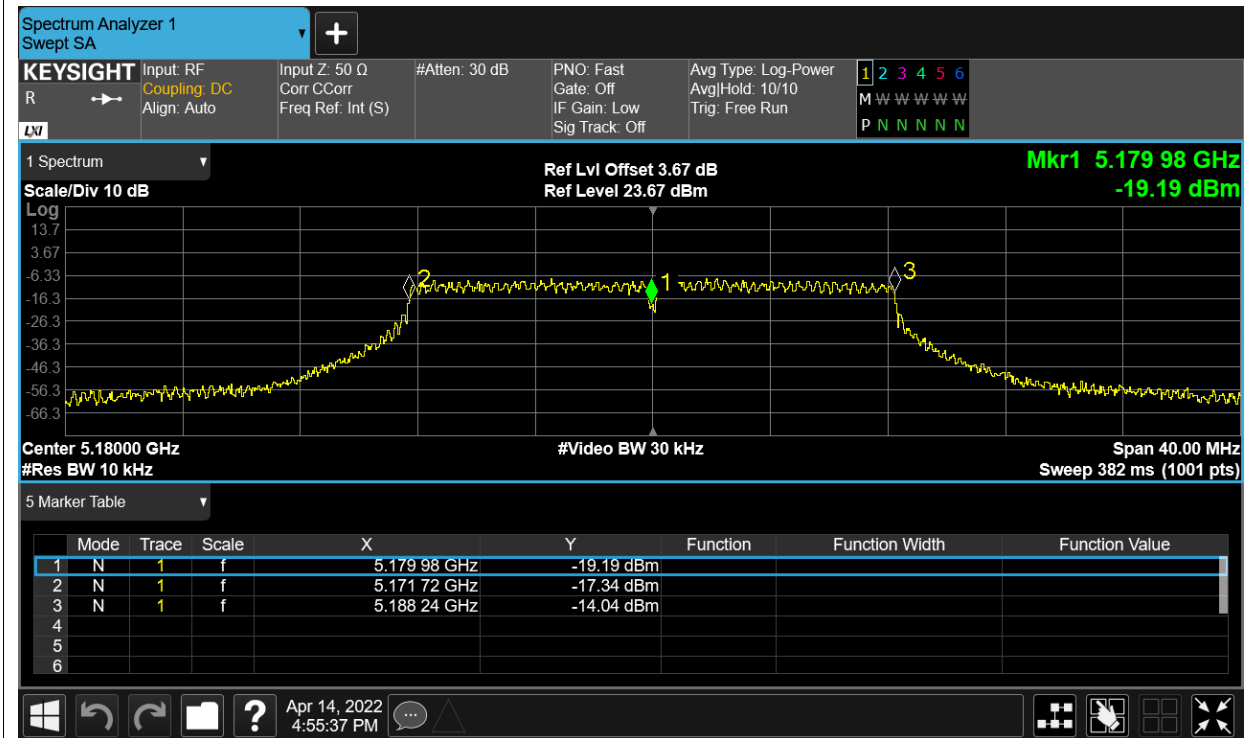 Spectrum Analyzer 1
Swept SA
+
KEYSIGHT Input: RF Input Z: 50 Ω #Atten: 30 dB PNO: Fast Avg Type: Log-Power 1 2 3 4 5 6
R Coupling: DC Corr CCorr Gate: Off Avg|Hold: 10/10 M W W W W W
Align: Auto Freq Ref: Int (S) IF Gain: Low Trig: Free Run
LXI Sig Track: Off P N N N N N
1 Spectrum
Ref Lvl Offset 3.67 dB
Mkr1 5.179 98 GHz
Scale/Div 10 dB Ref Level 23.67 dBm -19.19 dBm
Log
13.7
3.67
-6.33
-16.3
-26.3
-36.3
-46.3
-56.3
-66.3
2 1 3
Center 5.18000 GHz #Video BW 30 kHz Span 40.00 MHz
#Res BW 10 kHz Sweep 382 ms (1001 pts)
5 Marker Table
Mode Trace Scale X Y Function Function Width Function Value
1 N 1 f 5.179 98 GHz -19.19 dBm
2 N 1 f 5.171 72 GHz -17.34 dBm
3 N 1 f 5.188 24 GHz -14.04 dBm
4
5
6
? Apr 14, 2022
4:55:37 PM